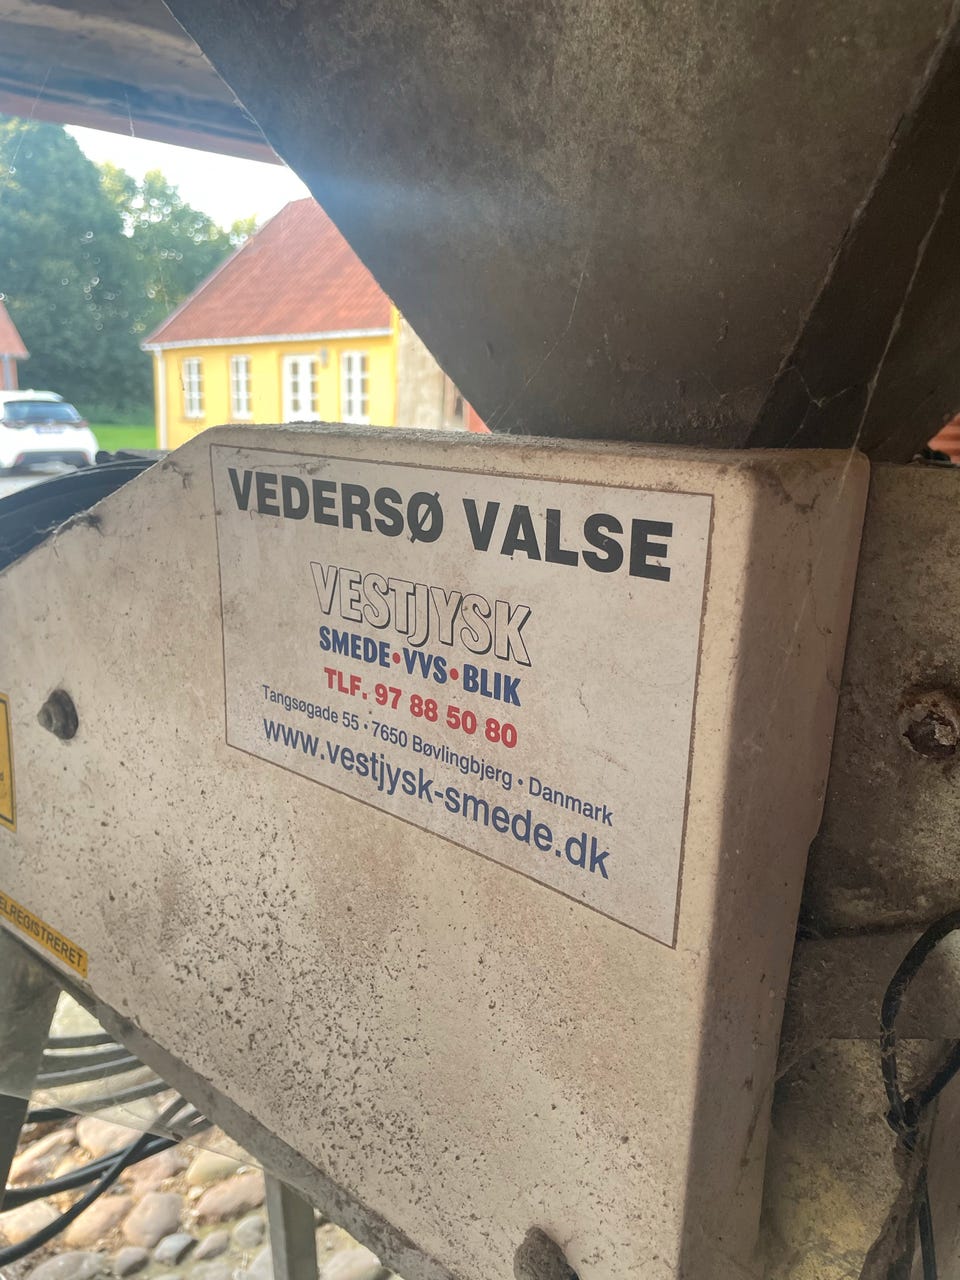 VEDERSØ VALSE
VESTJYSK
SMEDE•VVS•BLIK
TLF. 97 88 50 80
Tangsøgade 55 • 7650 Bøvlingbjerg • Danmark
www.vestjysk-smede.dk
ELREGISTRERET.